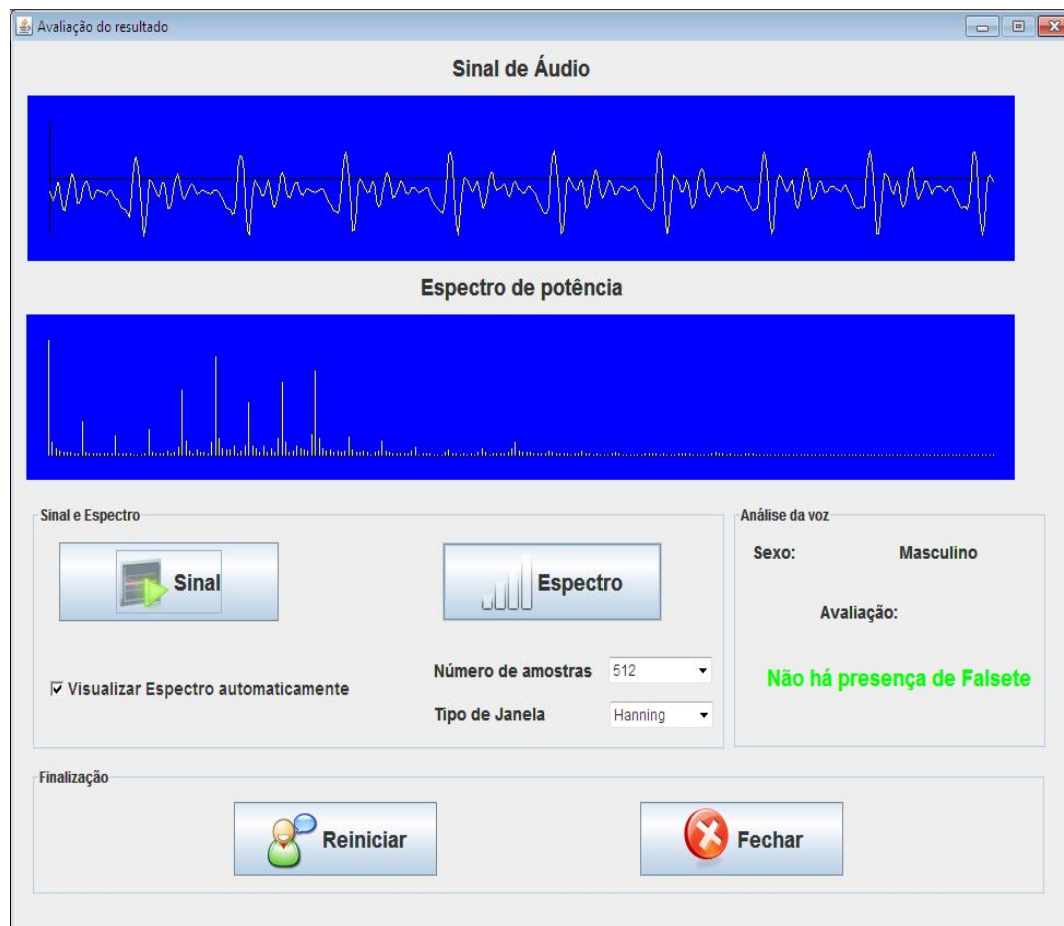 Avaliação do resultado
Sinal de Áudio
Espectro de potência
Sinal e Espectro
Sinal
Espectro
Visualizar Espectro automaticamente
Número de amostras 512
Tipo de Janela Hanning
Análise da voz
Sexo: Masculino
Avaliação:
Não há presença de Falsete
Finalização
Reiniciar
Fechar